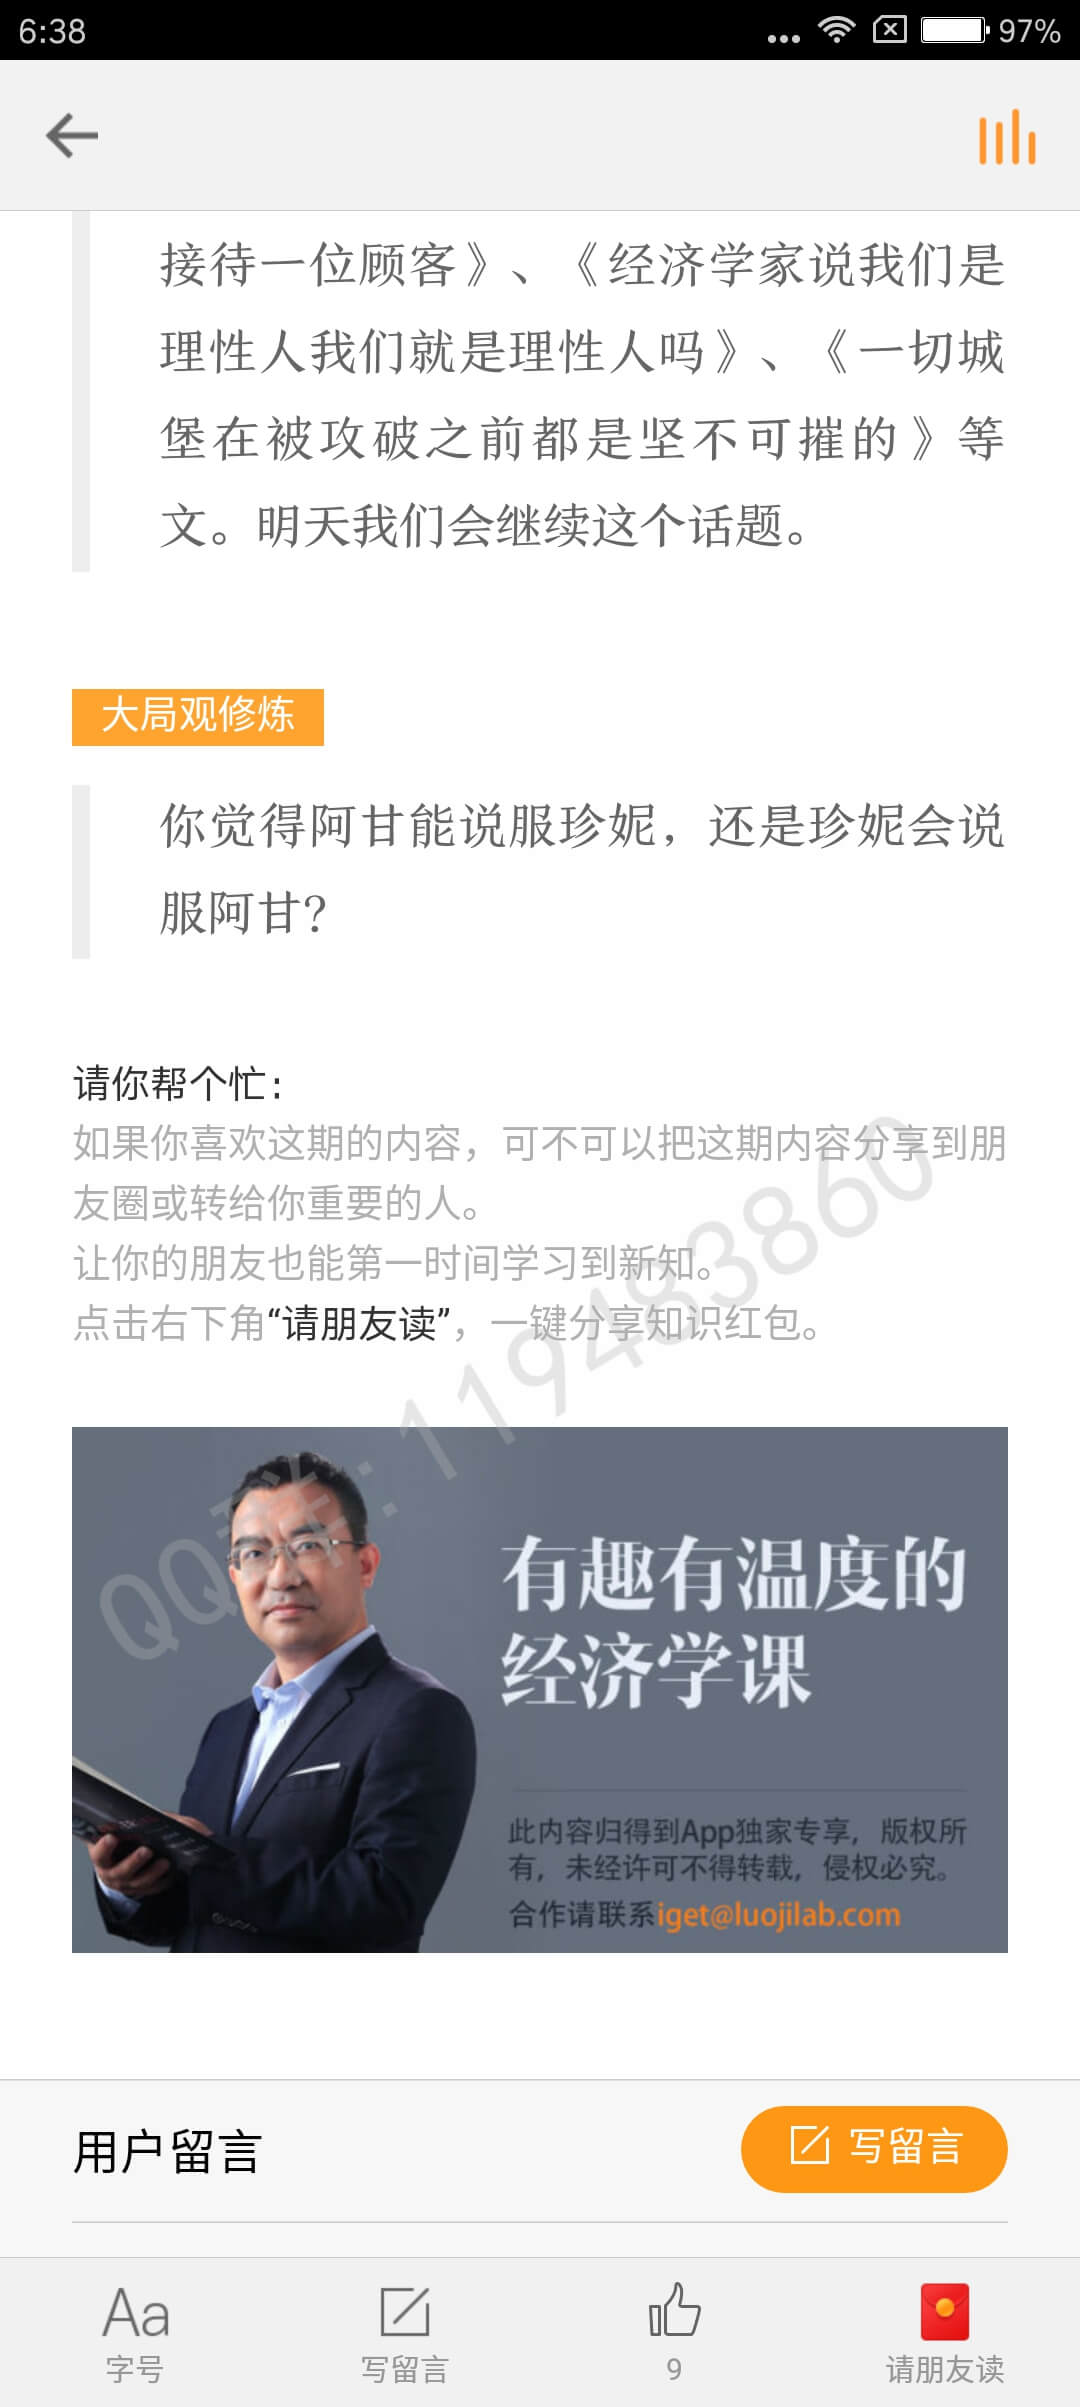 6:38
97%
接待一位顾客》、《经济学家说我们是
理性人我们就是理性人吗》、《一切城
堡在被攻破之前都是坚不可摧的》等
文。明天我们会继续这个话题。
大局观修炼
你觉得阿甘能说服珍妮，还是珍妮会说
服阿甘？
请你帮个忙：
如果你喜欢这期的内容，可不可以把这期内容分享到朋
友圈或转给你重要的人。
让你的朋友也能第一时间学习到新知。
点击右下角“请朋友读”，一键分享知识红包。
QQ群：119483860
有趣有温度的
经济学课
此内容归得到App独家专享，版权所
有，未经许可不得转载，侵权必究。
合作请联系iget@luojilab.com
用户留言
写留言
Aa
字号
写留言
9
请朋友读